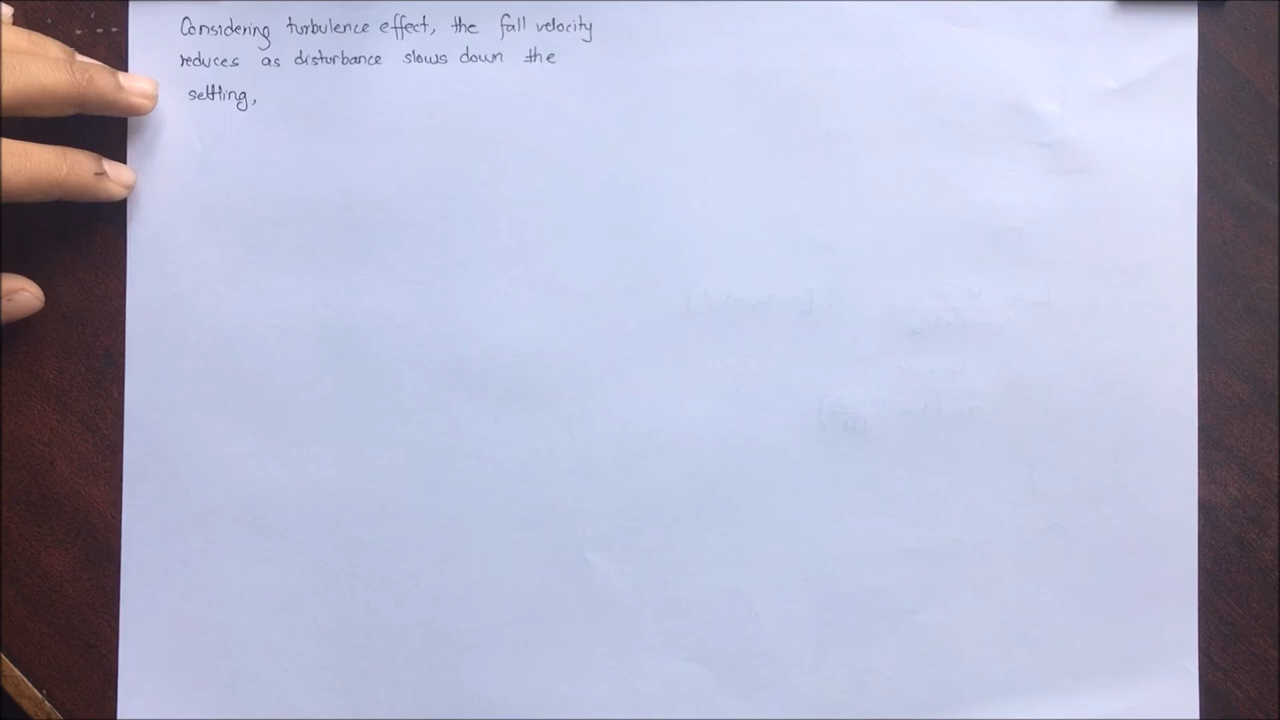 Considering turbulence effect, the fall velocity
reduces as disturbance slows down the
settling,